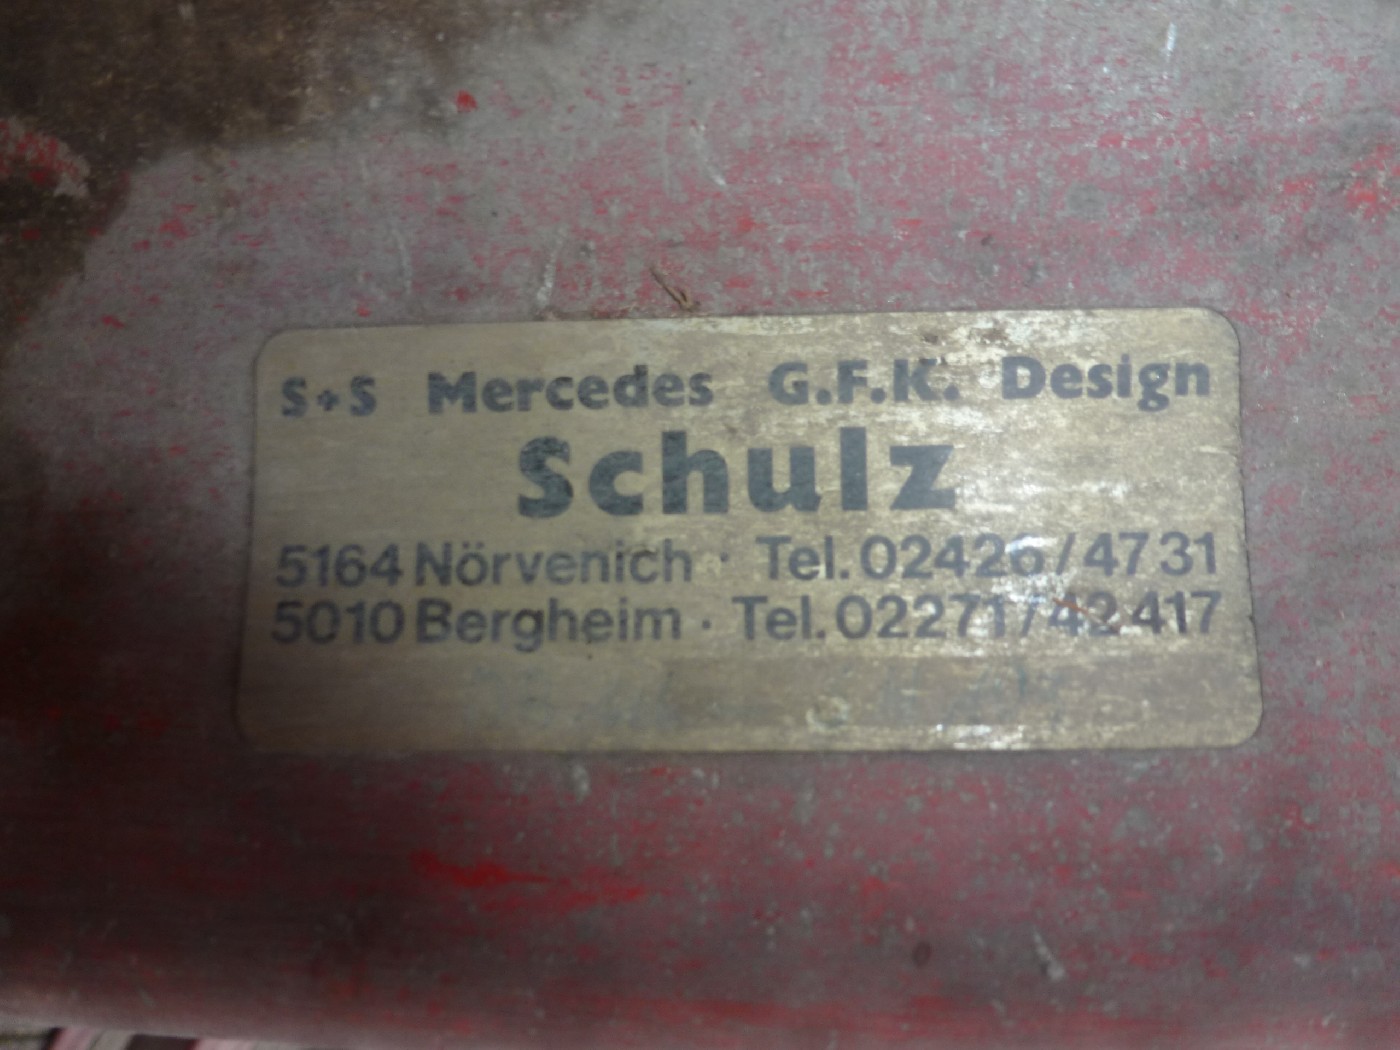 S+S Mercedes G.F.K. Design
Schulz
5164 Nörvenich · Tel. 02426/4731
5010 Bergheim · Tel. 02271/42417